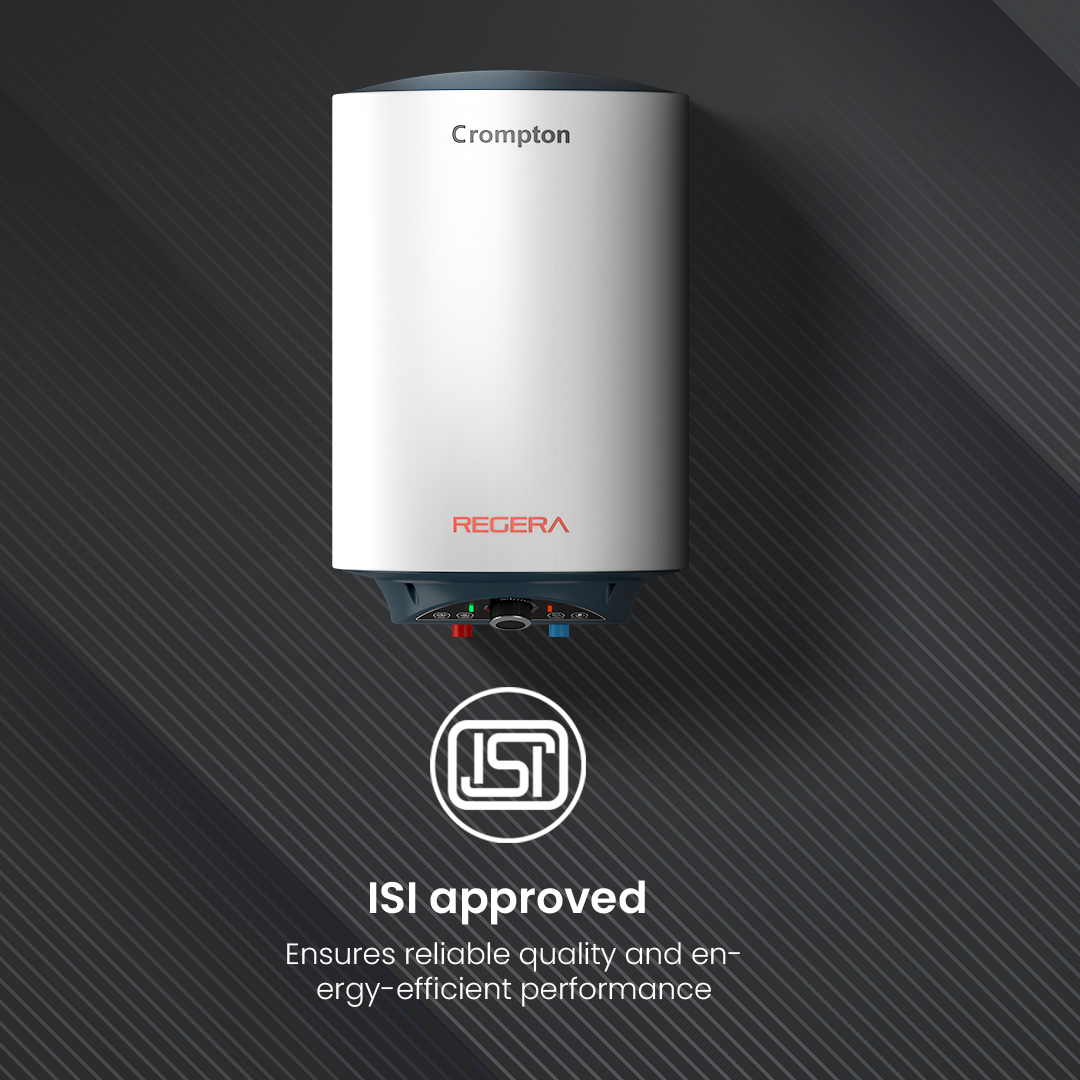 Crompton
REGERA
ISI
ISI approved
Ensures reliable quality and en-
ergy-efficient performance